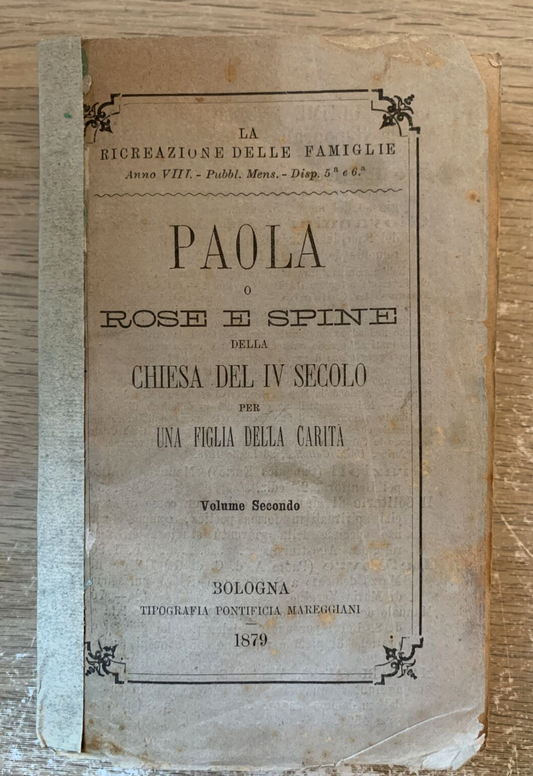 LA
RICREAZIONE DELLE FAMIGLIE
Anno VIII. - Pubbl. Mens. - Disp. 5.ª e 6.ª
PAOLA
O
ROSE E SPINE
DELLA
CHIESA DEL IV SECOLO
PER
UNA FIGLIA DELLA CARITÀ
Volume Secondo
BOLOGNA
TIPOGRAFIA PONTIFICIA MAREGGIANI
1879